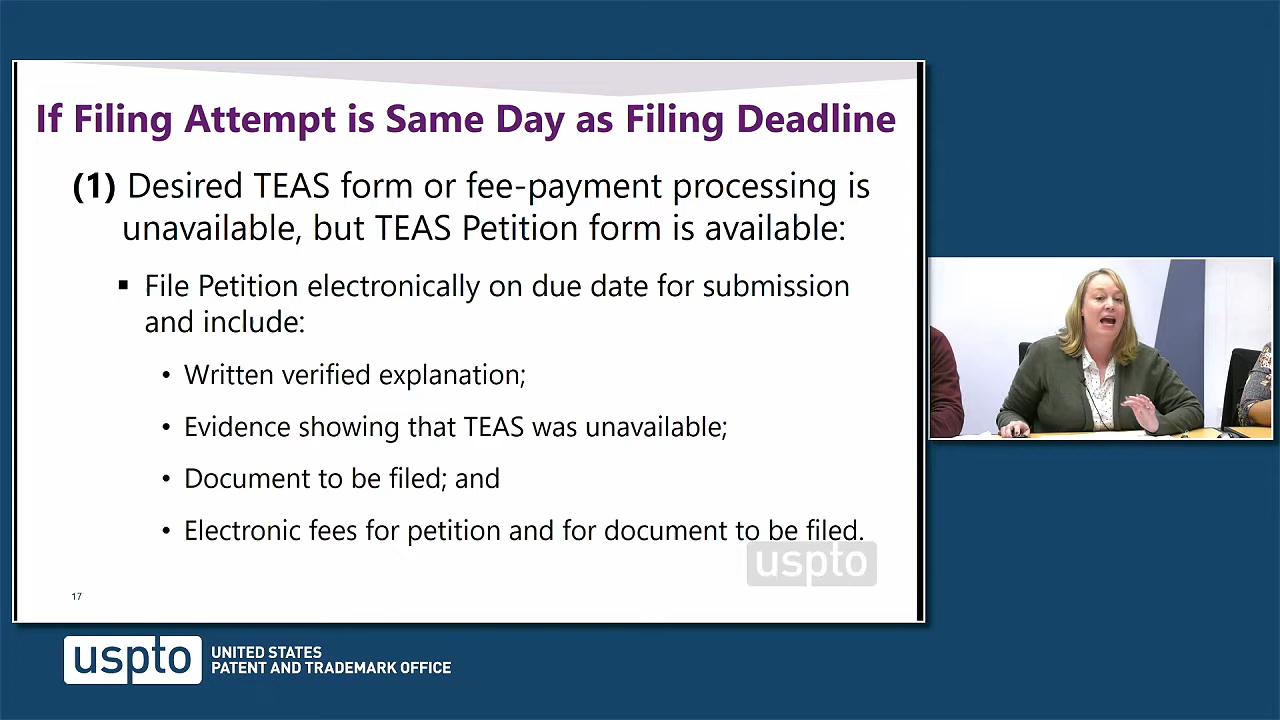 If Filing Attempt is Same Day as Filing Deadline
(1) Desired TEAS form or fee-payment processing is
unavailable, but TEAS Petition form is available:
▪ File Petition electronically on due date for submission
and include:
• Written verified explanation;
• Evidence showing that TEAS was unavailable;
• Document to be filed; and
• Electronic fees for petition and for document to be filed.
uspto
17
uspto
UNITED STATES
PATENT AND TRADEMARK OFFICE